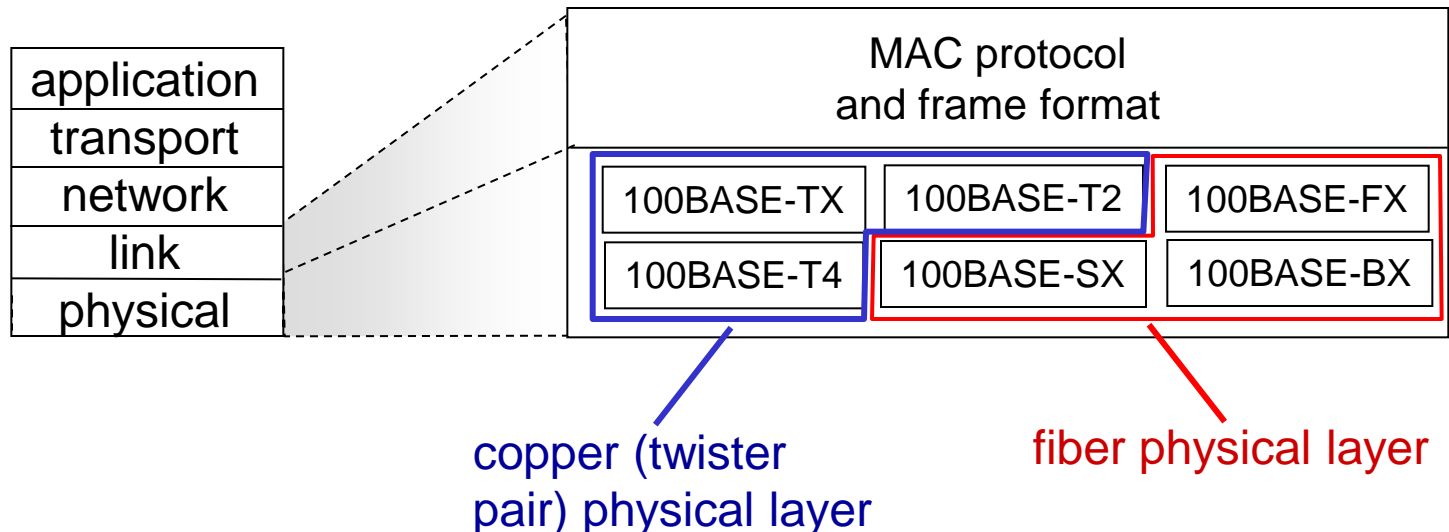 application
transport
network
link
physical
MAC protocol
and frame format
100BASE-TX
100BASE-T2
100BASE-FX
100BASE-T4
100BASE-SX
100BASE-BX
copper (twister
pair) physical layer
fiber physical layer